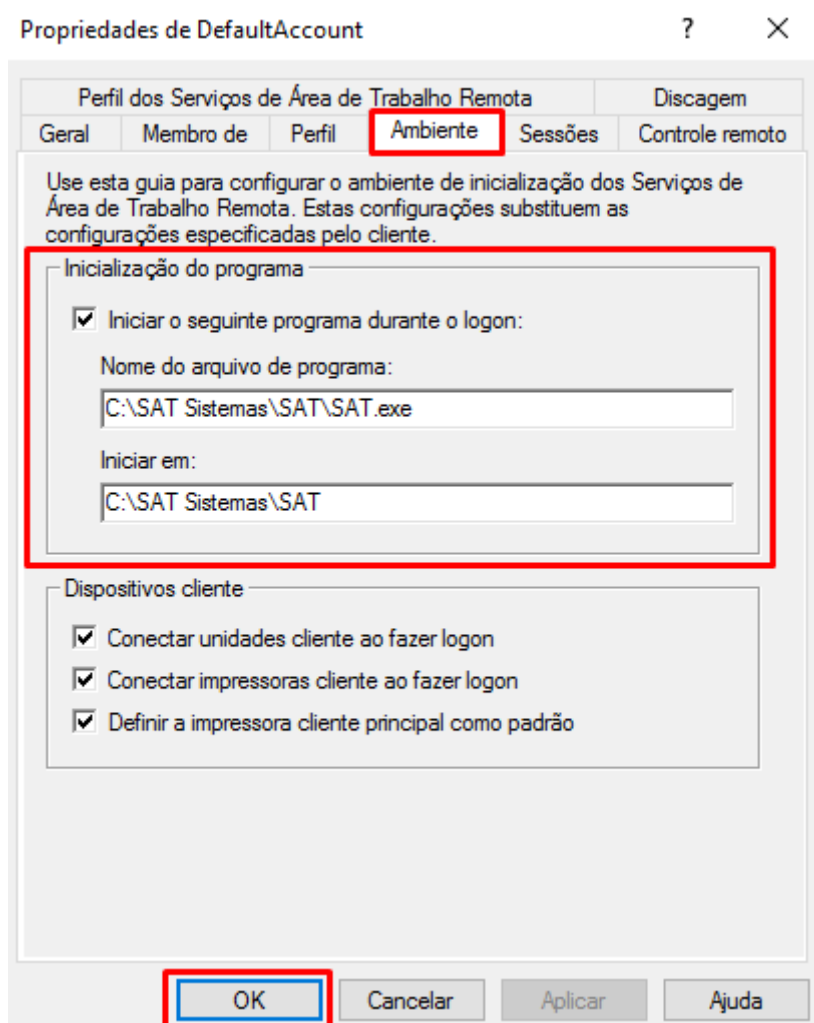 Propriedades de DefaultAccount
? ×
Perfil dos Serviços de Área de Trabalho Remota Discagem
Geral Membro de Perfil Ambiente Sessões Controle remoto
Use esta guia para configurar o ambiente de inicialização dos Serviços de
Área de Trabalho Remota. Estas configurações substituem as
configurações especificadas pelo cliente.
Inicialização do programa
Iniciar o seguinte programa durante o logon:
Nome do arquivo de programa:
C:\SAT Sistemas\SAT\SAT.exe
Iniciar em:
C:\SAT Sistemas\SAT
Dispositivos cliente
Conectar unidades cliente ao fazer logon
Conectar impressoras cliente ao fazer logon
Definir a impressora cliente principal como padrão
OK Cancelar Aplicar Ajuda